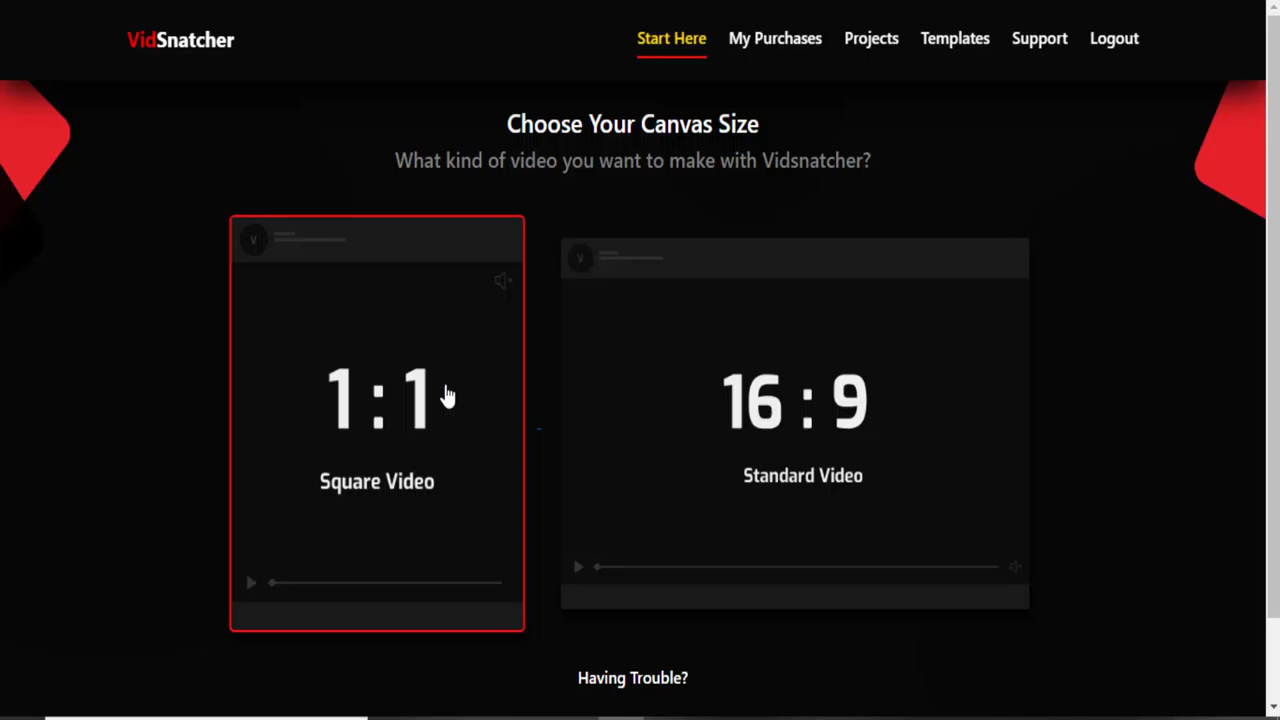 VidSnatcher
Start Here My Purchases Projects Templates Support Logout
Choose Your Canvas Size
What kind of video you want to make with Vidsnatcher?
V
V
1 : 1
16 : 9
Square Video
Standard Video
Having Trouble?